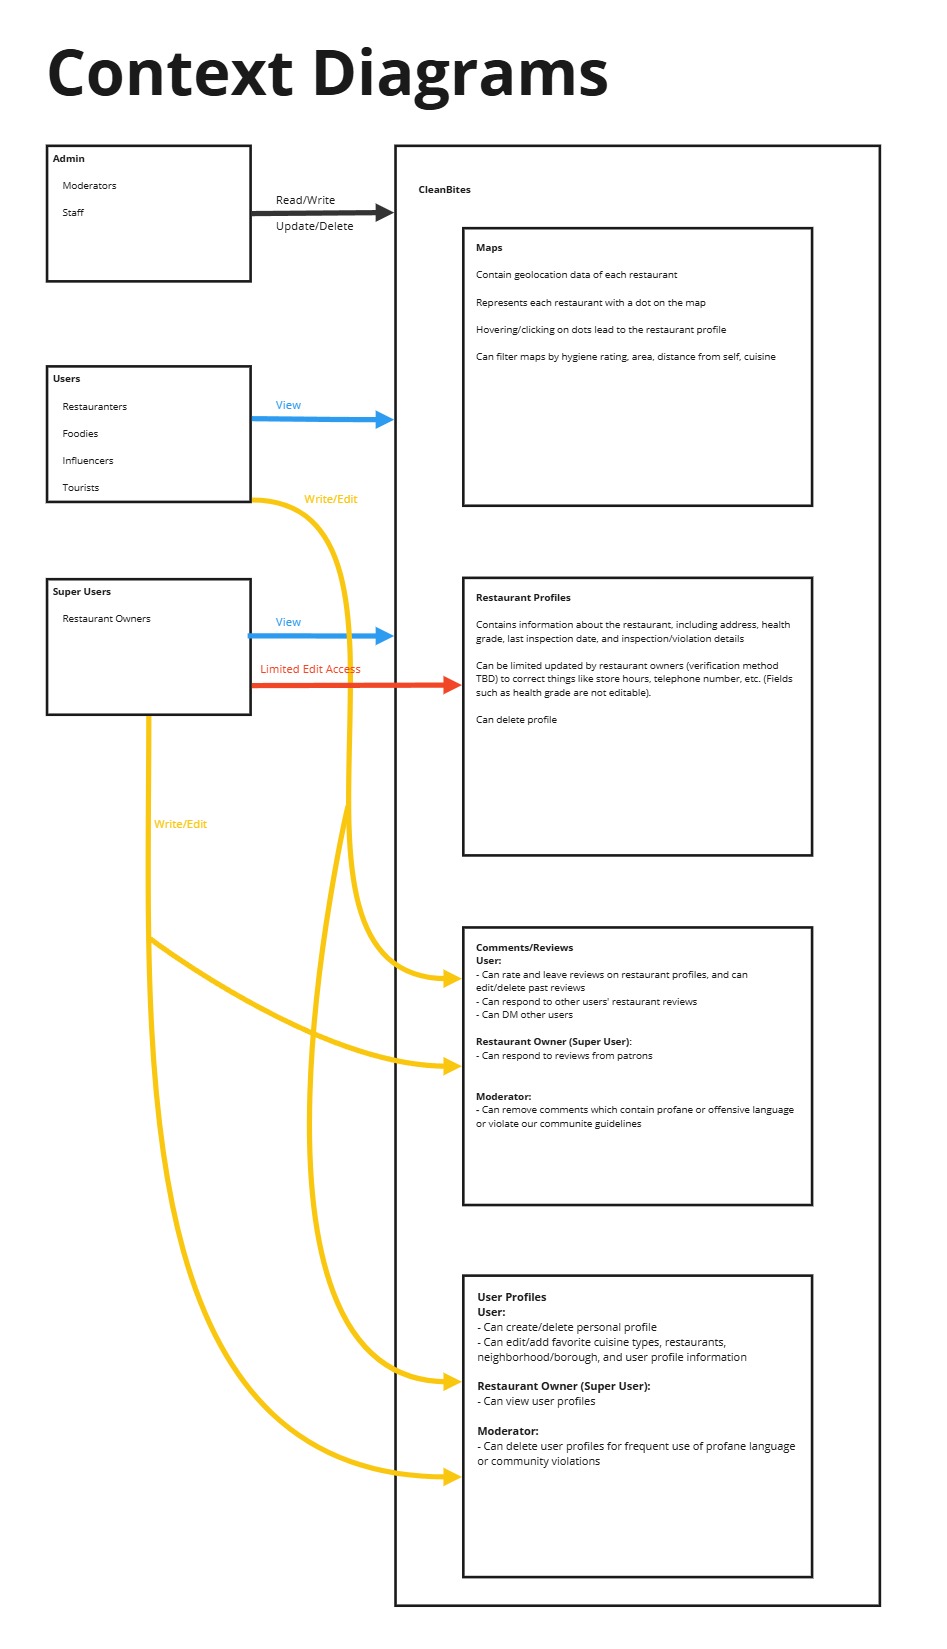 Context Diagrams
Admin
Moderators
Staff
Read/Write
Update/Delete
CleanBites
Maps
Contain geolocation data of each restaurant
Represents each restaurant with a dot on the map
Hovering/clicking on dots lead to the restaurant profile
Can filter maps by hygiene rating, area, distance from self, cuisine
Users
Restauranters
Foodies
Influencers
Tourists
View
Write/Edit
Super Users
Restaurant Owners
View
Limited Edit Access
Write/Edit
Restaurant Profiles
Contains information about the restaurant, including address, health
grade, last inspection date, and inspection/violation details
Can be limited updated by restaurant owners (verification method
TBD) to correct things like store hours, telephone number, etc. (Fields
such as health grade are not editable).
Can delete profile
Comments/Reviews
User:
- Can rate and leave reviews on restaurant profiles, and can
edit/delete past reviews
- Can respond to other users' restaurant reviews
- Can DM other users
Restaurant Owner (Super User):
- Can respond to reviews from patrons
Moderator:
- Can remove comments which contain profane or offensive language
or violate our communite guidelines
User Profiles
User:
- Can create/delete personal profile
- Can edit/add favorite cuisine types, restaurants,
neighborhood/borough, and user profile information
Restaurant Owner (Super User):
- Can view user profiles
Moderator:
- Can delete user profiles for frequent use of profane language
or community violations